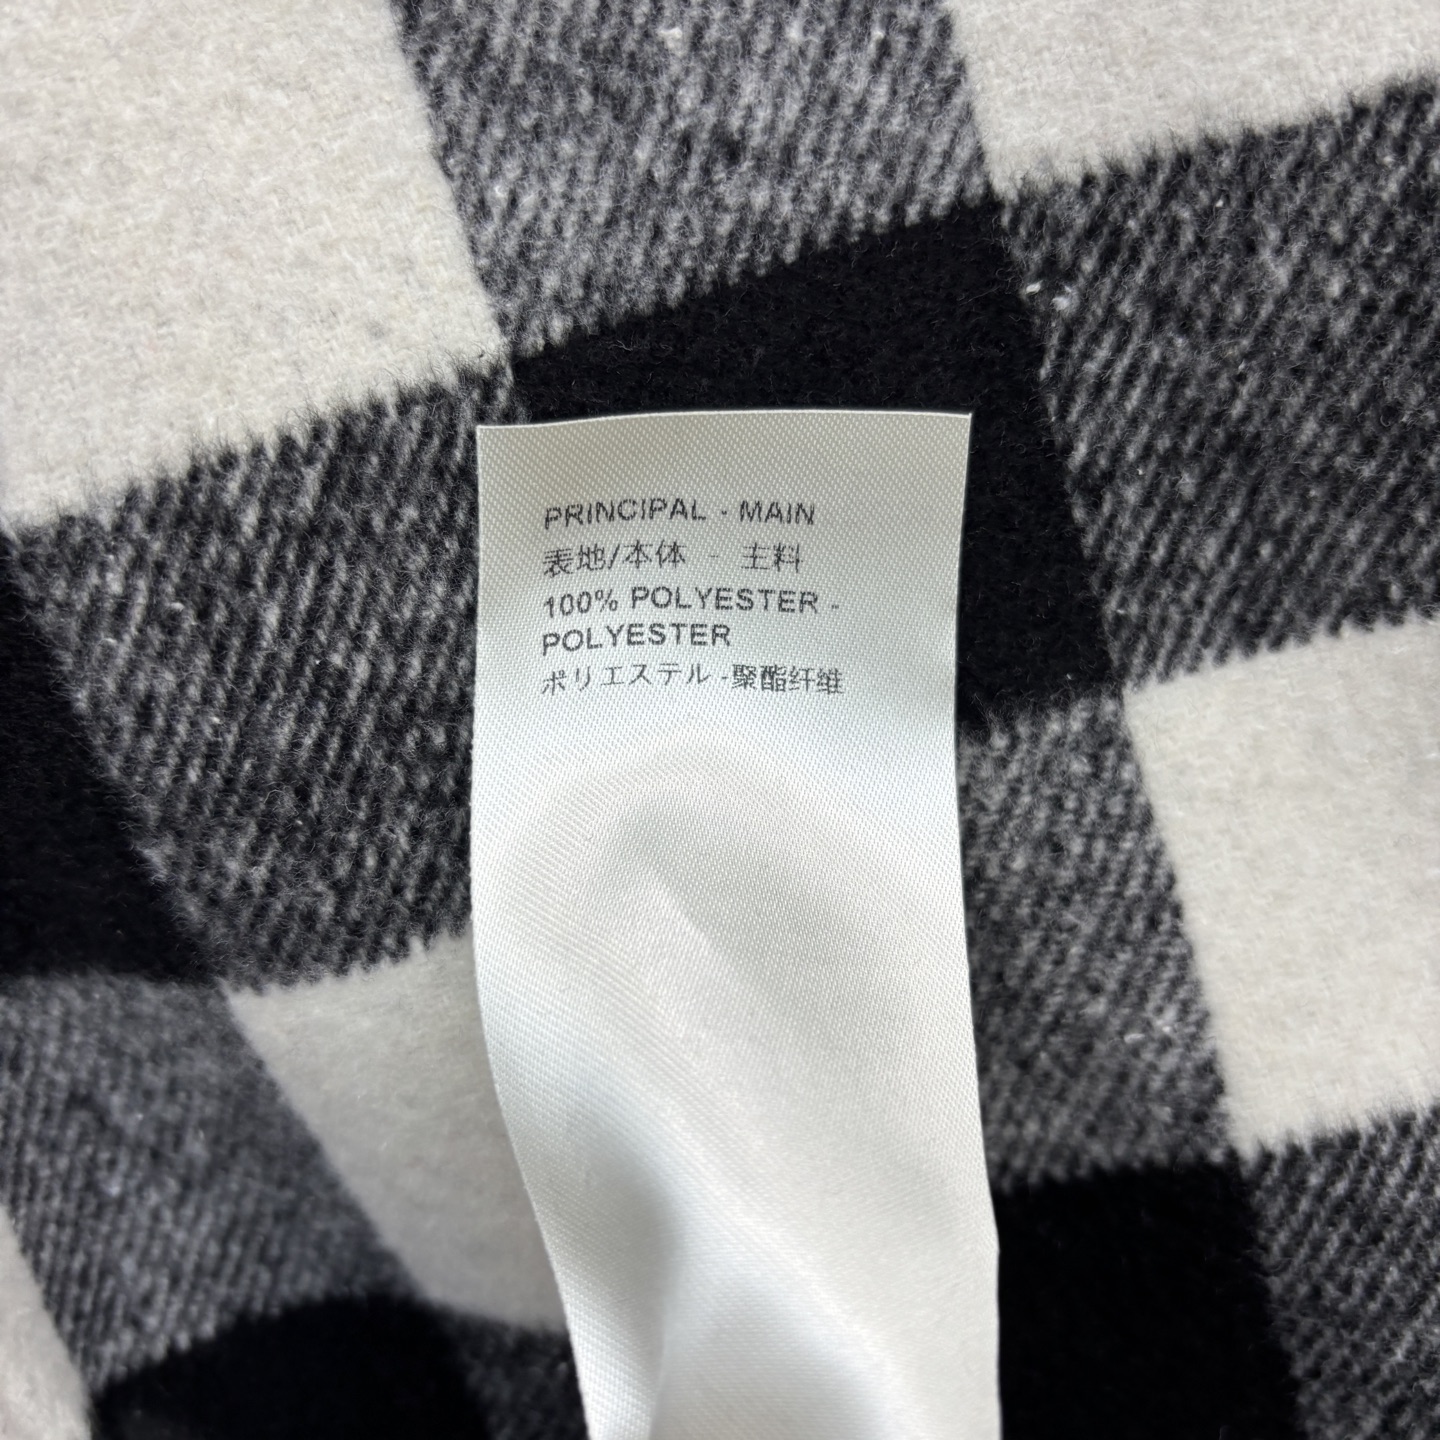 PRINCIPAL - MAIN
表地/本体 - 主料
100% POLYESTER -
POLYESTER
ポリエステル -聚酯纤维